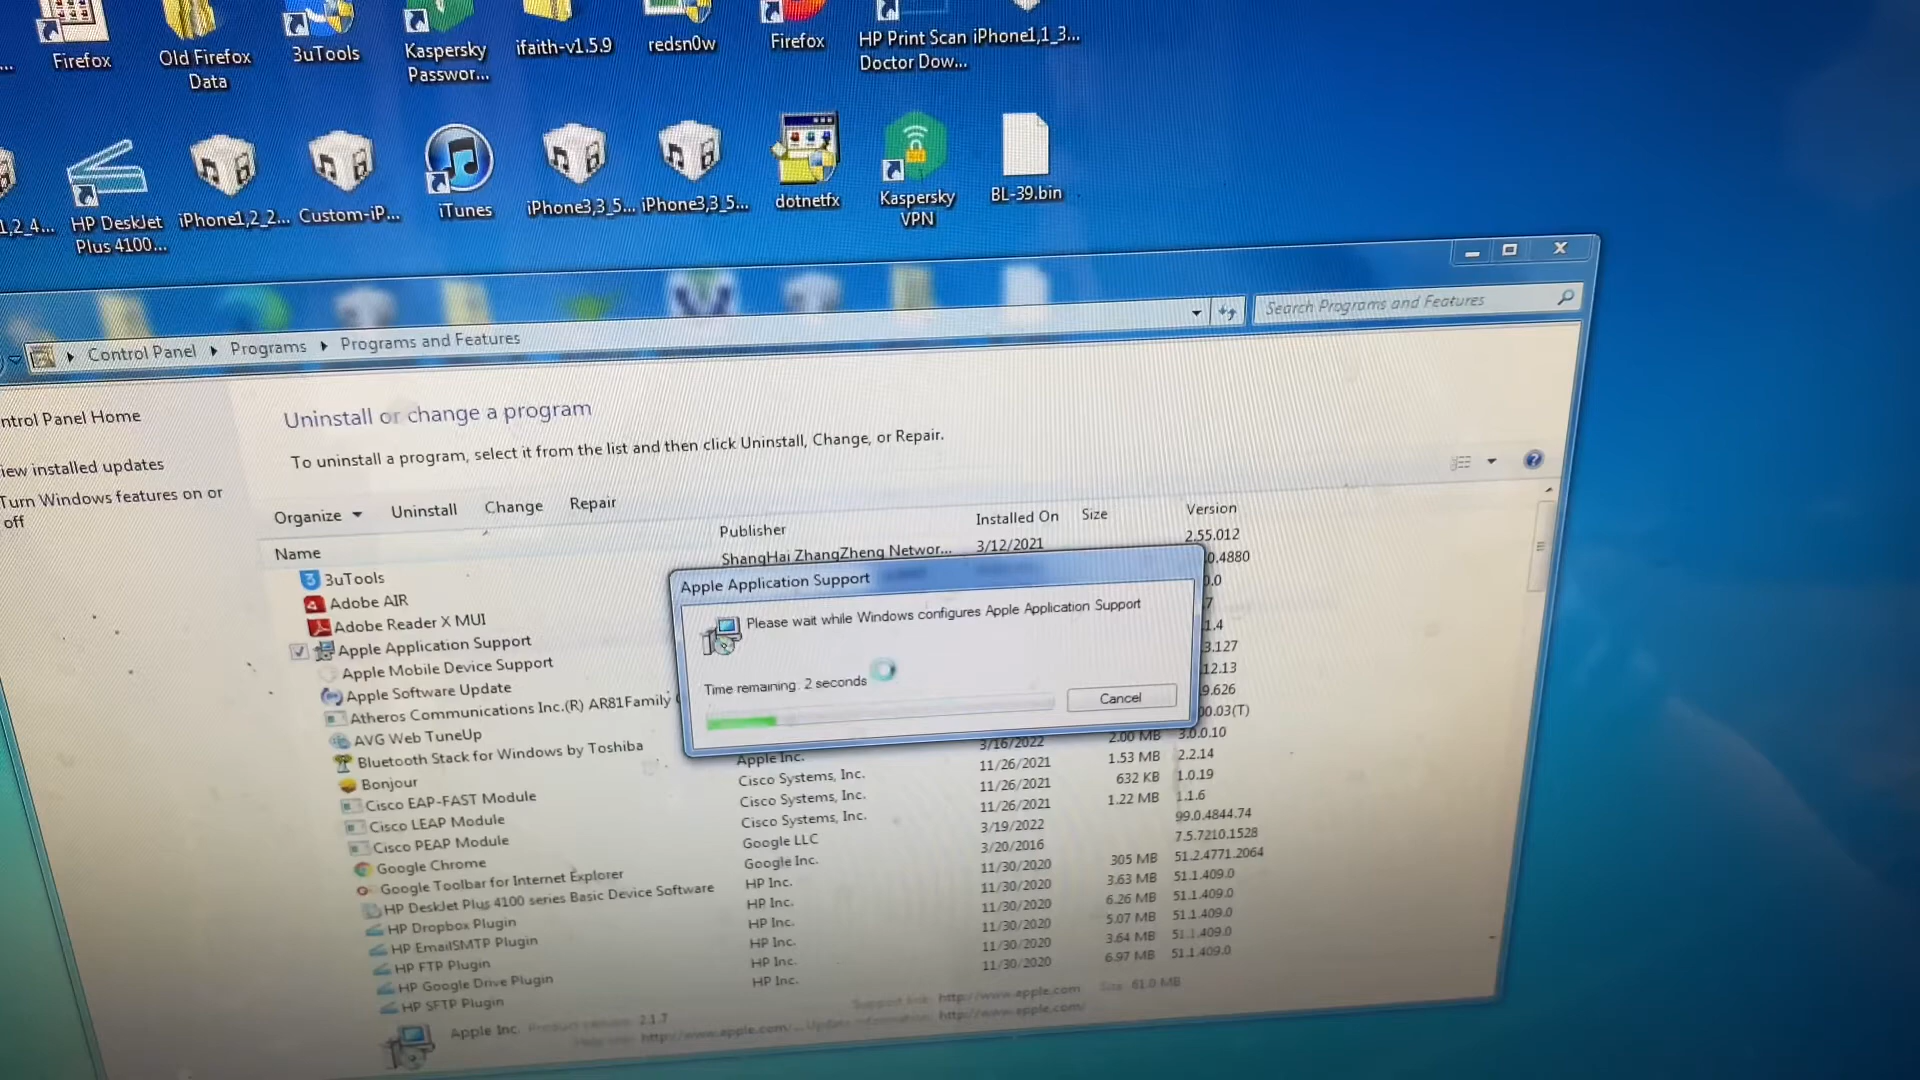 Firefox
Old Firefox
Data
3uTools
Kaspersky
Passwor...
ifaith-v1.5.9
redsn0w
Firefox
HP Print Scan
Doctor Dow...
iPhone1,1_3...
1,2_4...
HP DeskJet
Plus 4100...
iPhone1,2_2...
Custom-iP...
iTunes
iPhone3,3_5...
iPhone3,3_5...
dotnetfx
Kaspersky
VPN
BL-39.bin
Control Panel
Programs
Programs and Features
Search Programs and Features
ntrol Panel Home
iew installed updates
Turn Windows features on or
off
Uninstall or change a program
To uninstall a program, select it from the list and then click Uninstall, Change, or Repair.
Organize
Uninstall
Change
Repair
Name
Publisher
Installed On
Size
Version
3uTools
ShangHai ZhangZheng Networ...
3/12/2021
2.55.012
Adobe AIR
.0.4880
Adobe Reader X MUI
0.0
Apple Application Support
.7
Apple Mobile Device Support
.1.4
Apple Software Update
3.127
Atheros Communications Inc.(R) AR81Family
12.13
AVG Web TuneUp
9.626
Bluetooth Stack for Windows by Toshiba
00.03(T)
Bonjour
Apple Inc.
3/16/2022
2.00 MB
3.0.0.10
Cisco EAP-FAST Module
Cisco Systems, Inc.
11/26/2021
1.53 MB
2.2.14
Cisco LEAP Module
Cisco Systems, Inc.
11/26/2021
632 KB
1.0.19
Cisco PEAP Module
Cisco Systems, Inc.
11/26/2021
1.22 MB
1.1.6
Google Chrome
Google LLC
3/19/2022
99.0.4844.74
Google Toolbar for Internet Explorer
Google Inc.
3/20/2016
7.5.7210.1528
HP DeskJet Plus 4100 series Basic Device Software
HP Inc.
11/30/2020
305 MB
51.2.4771.2064
HP Dropbox Plugin
HP Inc.
11/30/2020
3.63 MB
51.1.409.0
HP EmailSMTP Plugin
HP Inc.
11/30/2020
6.26 MB
51.1.409.0
HP FTP Plugin
HP Inc.
11/30/2020
5.07 MB
51.1.409.0
HP Google Drive Plugin
HP Inc.
11/30/2020
3.64 MB
51.1.409.0
HP SFTP Plugin
HP Inc.
11/30/2020
6.97 MB
51.1.409.0
Apple Application Support
Please wait while Windows configures Apple Application Support
Time remaining: 2 seconds
Cancel
Apple Inc.
Product version: 2.1.7
Support link: http://www.apple.com
Size: 61.0 MB
http://www.apple.com/...
Update information: http://www.apple.com/